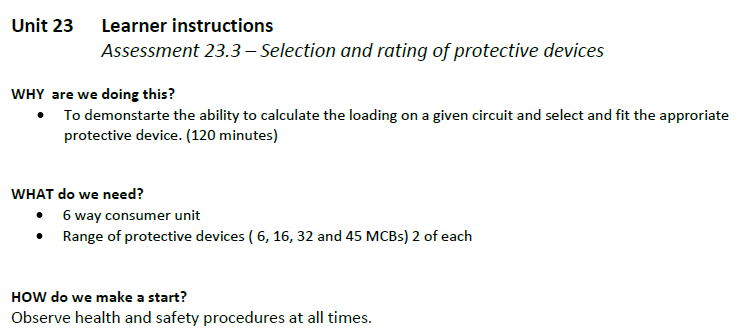 Unit 23 Learner instructions
Assessment 23.3 – Selection and rating of protective devices
WHY are we doing this?
• To demonstarte the ability to calculate the loading on a given circuit and select and fit the approriate
protective device. (120 minutes)
WHAT do we need?
• 6 way consumer unit
• Range of protective devices ( 6, 16, 32 and 45 MCBs) 2 of each
HOW do we make a start?
Observe health and safety procedures at all times.